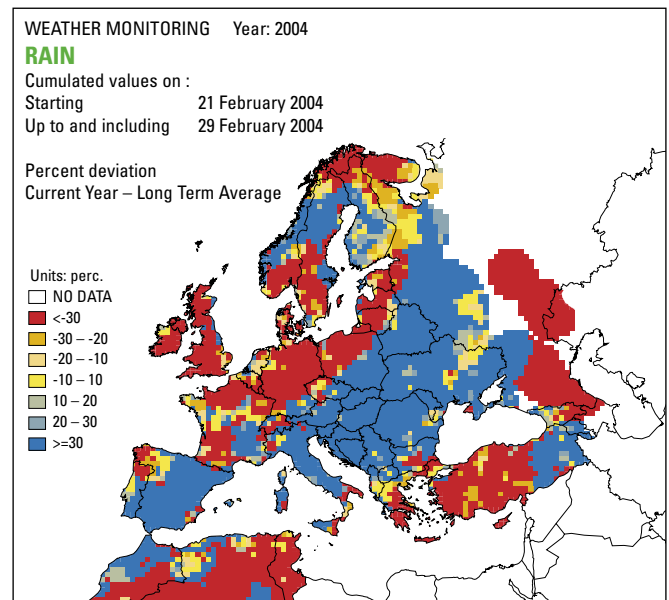 WEATHER MONITORING Year: 2004
RAIN
Cumulated values on :
Starting 21 February 2004
Up to and including 29 February 2004
Percent deviation
Current Year – Long Term Average
Units: perc.
NO DATA
<-30
-30 – -20
-20 – -10
-10 – 10
10 – 20
20 – 30
>=30